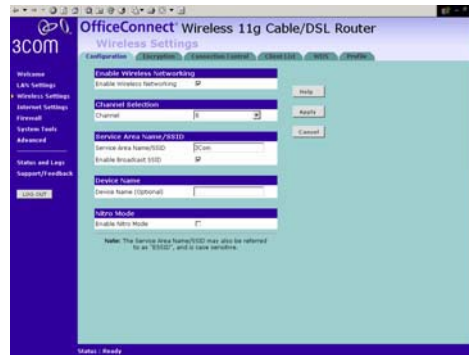 3COM
OfficeConnect® Wireless 11g Cable/DSL Router
Wireless Settings
Configuration
Encryption
Connection Control
Client List
WDS
Profile
Welcome
LAN Settings
Wireless Settings
Internet Settings
Firewall
System Tools
Advanced
Status and Logs
Support/Feedback
LOG OUT
Enable Wireless Networking
Enable Wireless Networking
Channel Selection
Channel
Service Area Name/SSID
Service Area Name/SSID 3Com
Enable Broadcast SSID
Device Name
Device Name (Optional)
Nitro Mode
Enable Nitro Mode
Note: The Service Area Name/SSID may also be referred
to as "ESSID", and is case sensitive.
Help
Apply
Cancel
Status : Ready